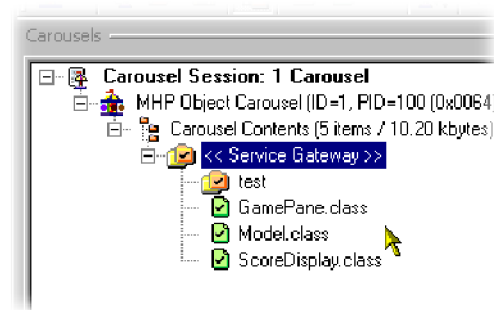 Carousels
Carousel Session: 1 Carousel
MHP Object Carousel (ID=1, PID=100 (0x0064)
Carousel Contents (5 items / 10.20 kbytes)
<< Service Gateway >>
test
GamePane.class
Model.class
ScoreDisplay.class